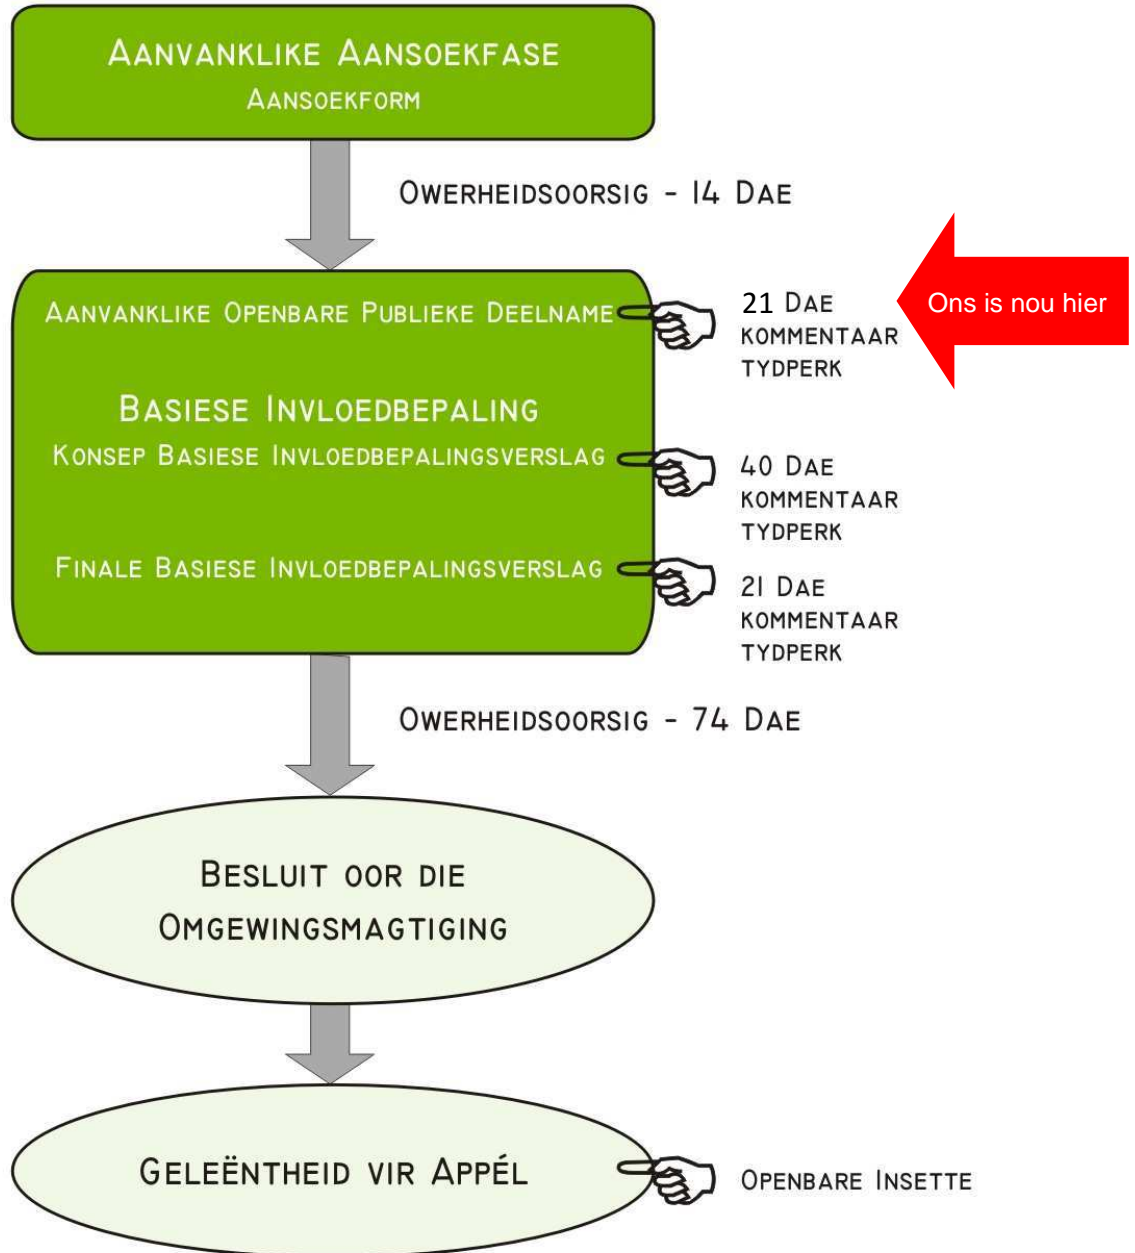 AANVANKLIKE AANSOEKFASE
AANSOEKFORM
OWERHEIDSOORSIG - 14 DAE
AANVANKLIKE OPENBARE PUBLIEKE DEELNAME
21 DAE
KOMMENTAAR
TYDPERK
Ons is nou hier
BASIESE INVLOEDBEPALING
KONSEP BASIESE INVLOEDBEPALINGSVERSLAG
40 DAE
KOMMENTAAR
TYDPERK
FINALE BASIESE INVLOEDBEPALINGSVERSLAG
21 DAE
KOMMENTAAR
TYDPERK
OWERHEIDSOORSIG - 74 DAE
BESLUIT OOR DIE
OMGEWINGSMAGTIGING
GELEËNTHEID VIR APPÉL
OPENBARE INSETTE